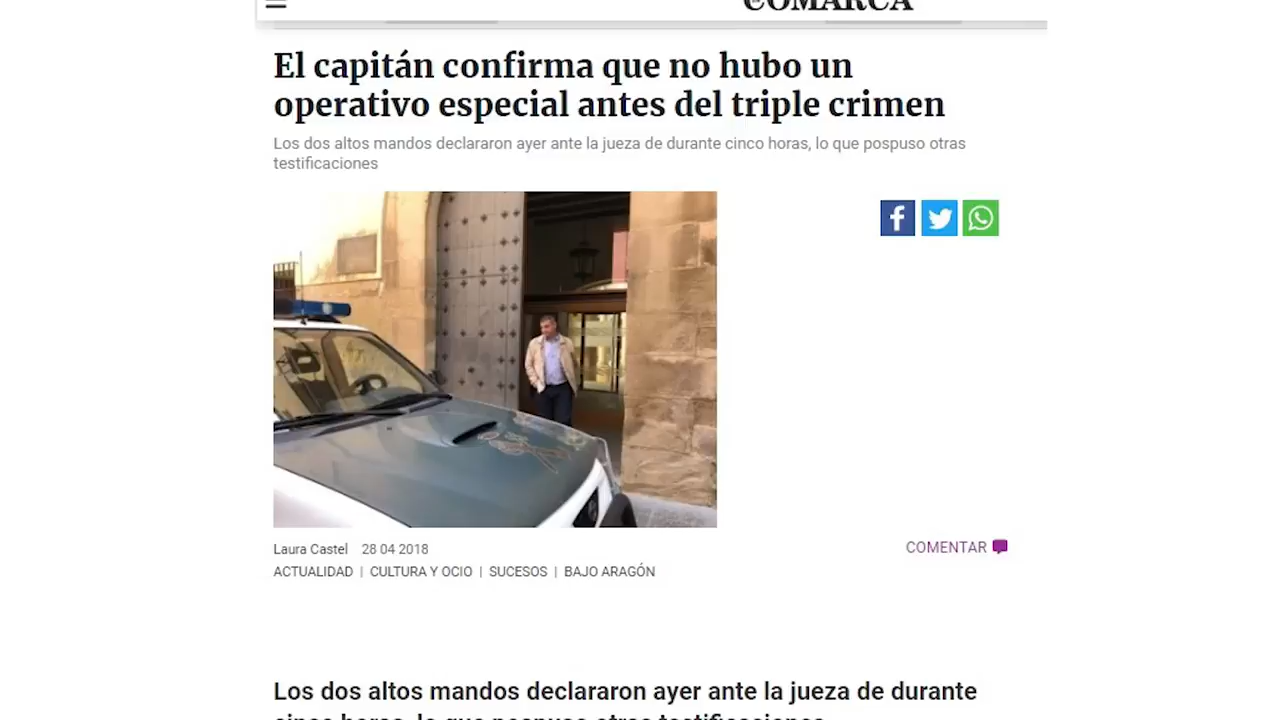 COMARCA
El capitán confirma que no hubo un
operativo especial antes del triple crimen
Los dos altos mandos declararon ayer ante la jueza de durante cinco horas, lo que pospuso otras
testificaciones
Laura Castel 28 04 2018
COMENTAR
ACTUALIDAD | CULTURA Y OCIO | SUCESOS | BAJO ARAGÓN
Los dos altos mandos declararon ayer ante la jueza de durante
cinco horas, lo que pospuso otras testificaciones